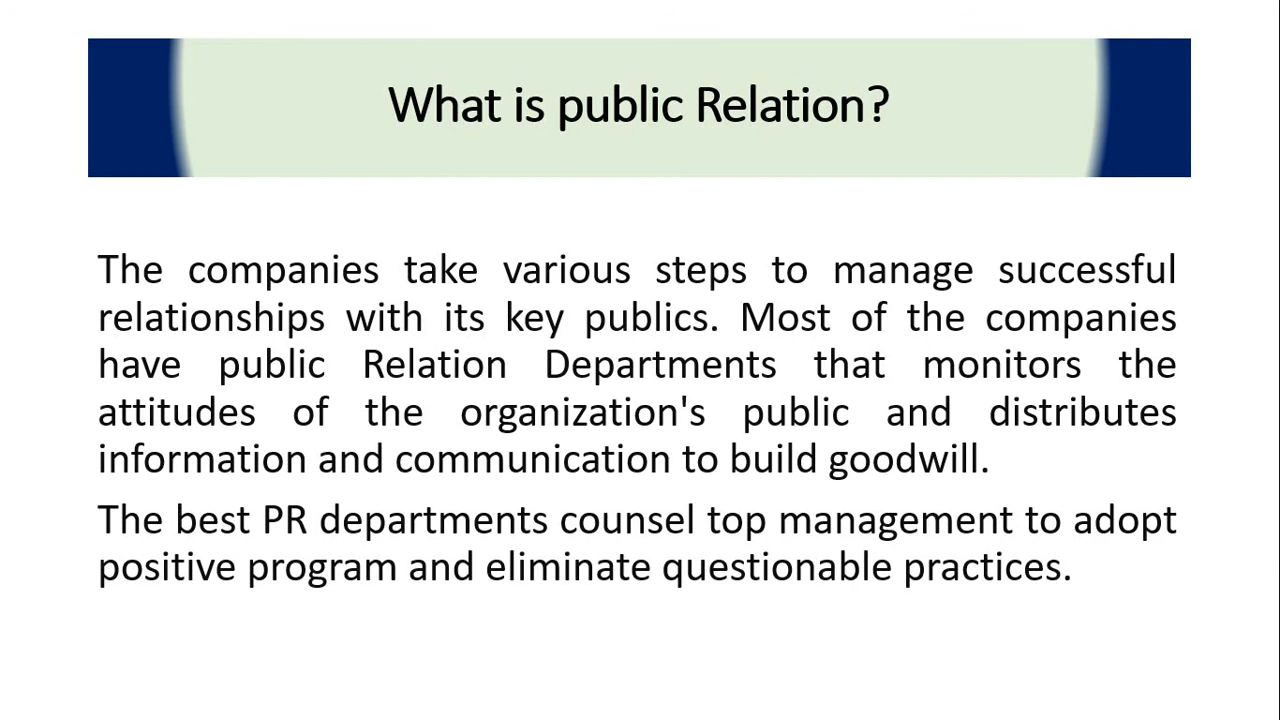 What is public Relation?
The companies take various steps to manage successful
relationships with its key publics. Most of the companies
have public Relation Departments that monitors the
attitudes of the organization's public and distributes
information and communication to build goodwill.
The best PR departments counsel top management to adopt
positive program and eliminate questionable practices.